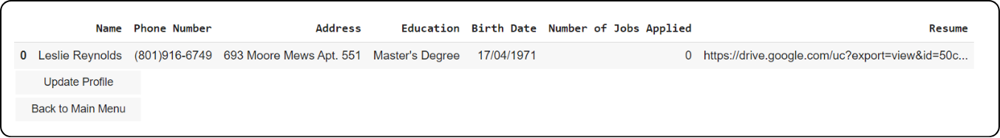 Name Phone Number Address Education Birth Date Number of Jobs Applied Resume
0 Leslie Reynolds (801)916-6749 693 Moore Mews Apt. 551 Master's Degree 17/04/1971 0 https://drive.google.com/uc?export=view&id=50c...
Update Profile
Back to Main Menu